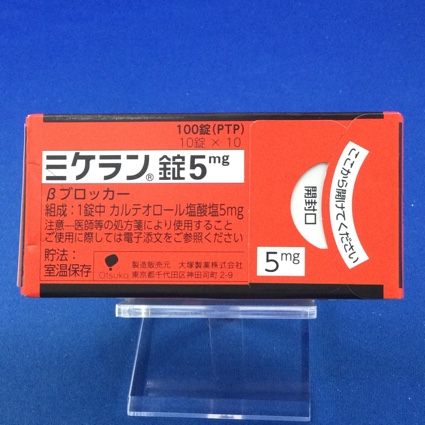 100錠(PTP)
10錠 × 10
ミケラン®錠5mg
βブロッカー
組成:1錠中 カルテオロール塩酸塩5mg
注意―医師等の処方箋により使用すること
ご使用に際しては電子添文をご参照ください
貯法:
室温保存
Otsuka
製造販売元 大塚製薬株式会社
東京都千代田区神田司町2-9
ここから開けてください
開封口
5mg